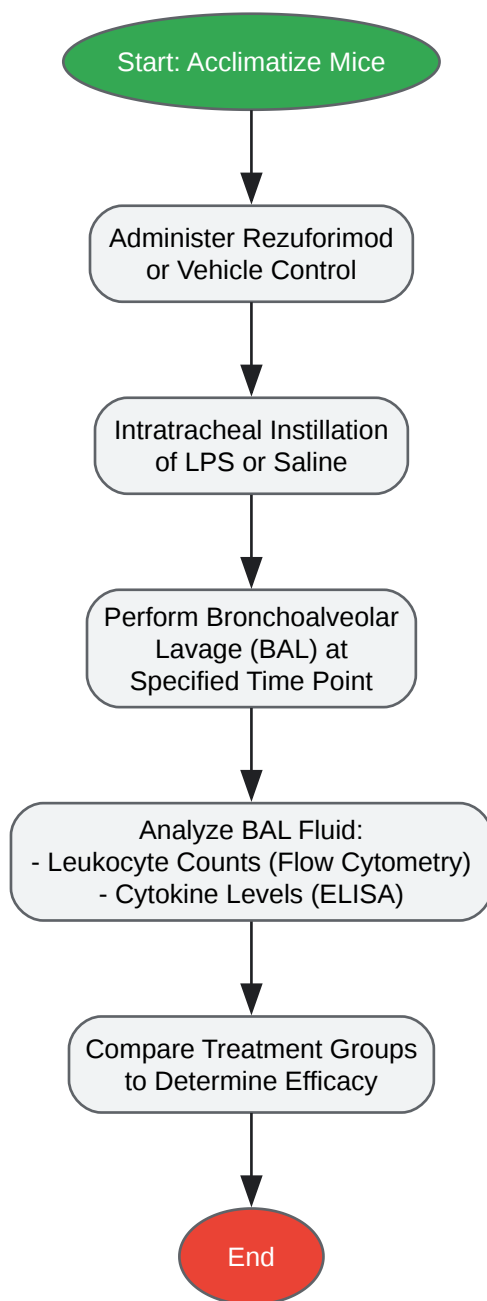 Start: Acclimatize Mice
Administer Rezuforimod
or Vehicle Control
Intratracheal Instillation
of LPS or Saline
Perform Bronchoalveolar
Lavage (BAL) at
Specified Time Point
Analyze BAL Fluid:
- Leukocyte Counts (Flow Cytometry)
- Cytokine Levels (ELISA)
Compare Treatment Groups
to Determine Efficacy
End